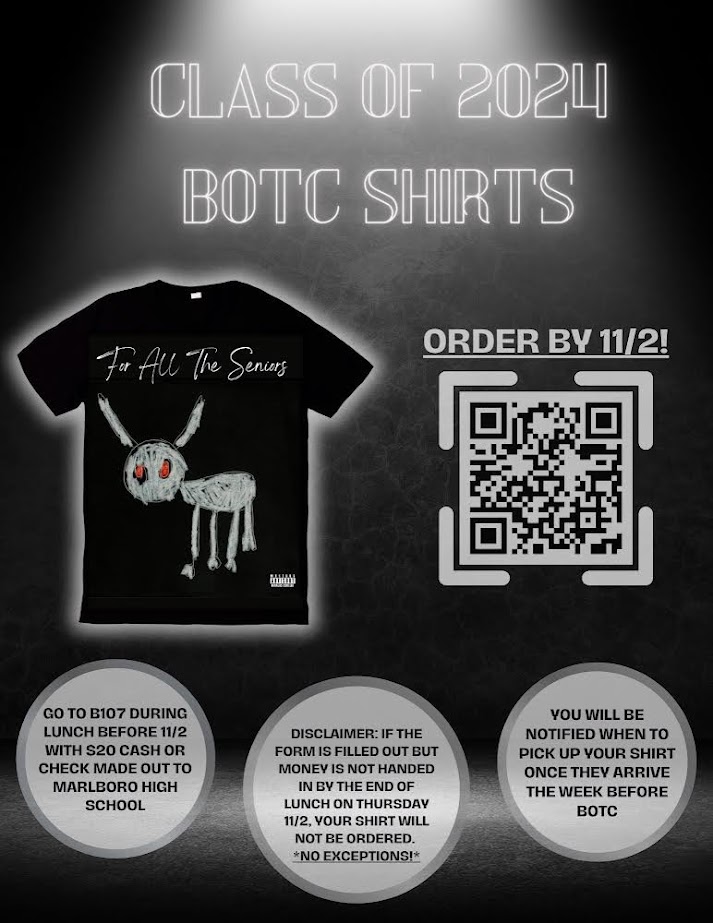 CLASS OF 2024
BOTC SHIRTS
For All The Seniors
ORDER BY 11/2!
GO TO B107 DURING
LUNCH BEFORE 11/2
WITH $20 CASH OR
CHECK MADE OUT TO
MARLBORO HIGH
SCHOOL
DISCLAIMER: IF THE
FORM IS FILLED OUT BUT
MONEY IS NOT HANDED
IN BY THE END OF
LUNCH ON THURSDAY
11/2, YOUR SHIRT WILL
NOT BE ORDERED.
*NO EXCEPTIONS!*
YOU WILL BE
NOTIFIED WHEN TO
PICK UP YOUR SHIRT
ONCE THEY ARRIVE
THE WEEK BEFORE
BOTC